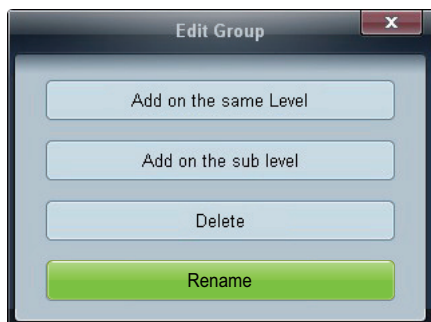 Edit Group
x
Add on the same Level
Add on the sub level
Delete
Rename